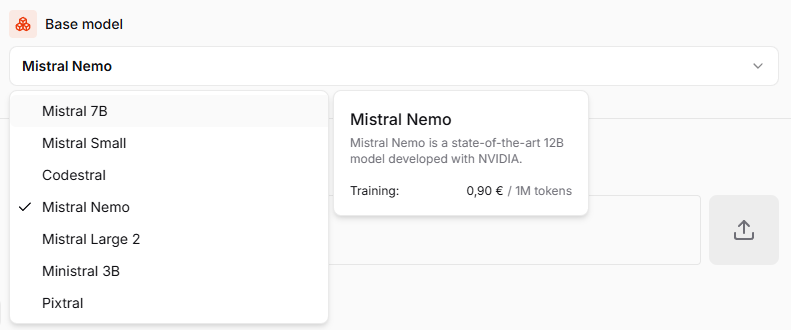 Base model
Mistral Nemo
Mistral 7B
Mistral Small
Codestral
Mistral Nemo
Mistral Large 2
Ministral 3B
Pixtral
Mistral Nemo
Mistral Nemo is a state-of-the-art 12B
model developed with NVIDIA.
Training: 0,90 € / 1M tokens